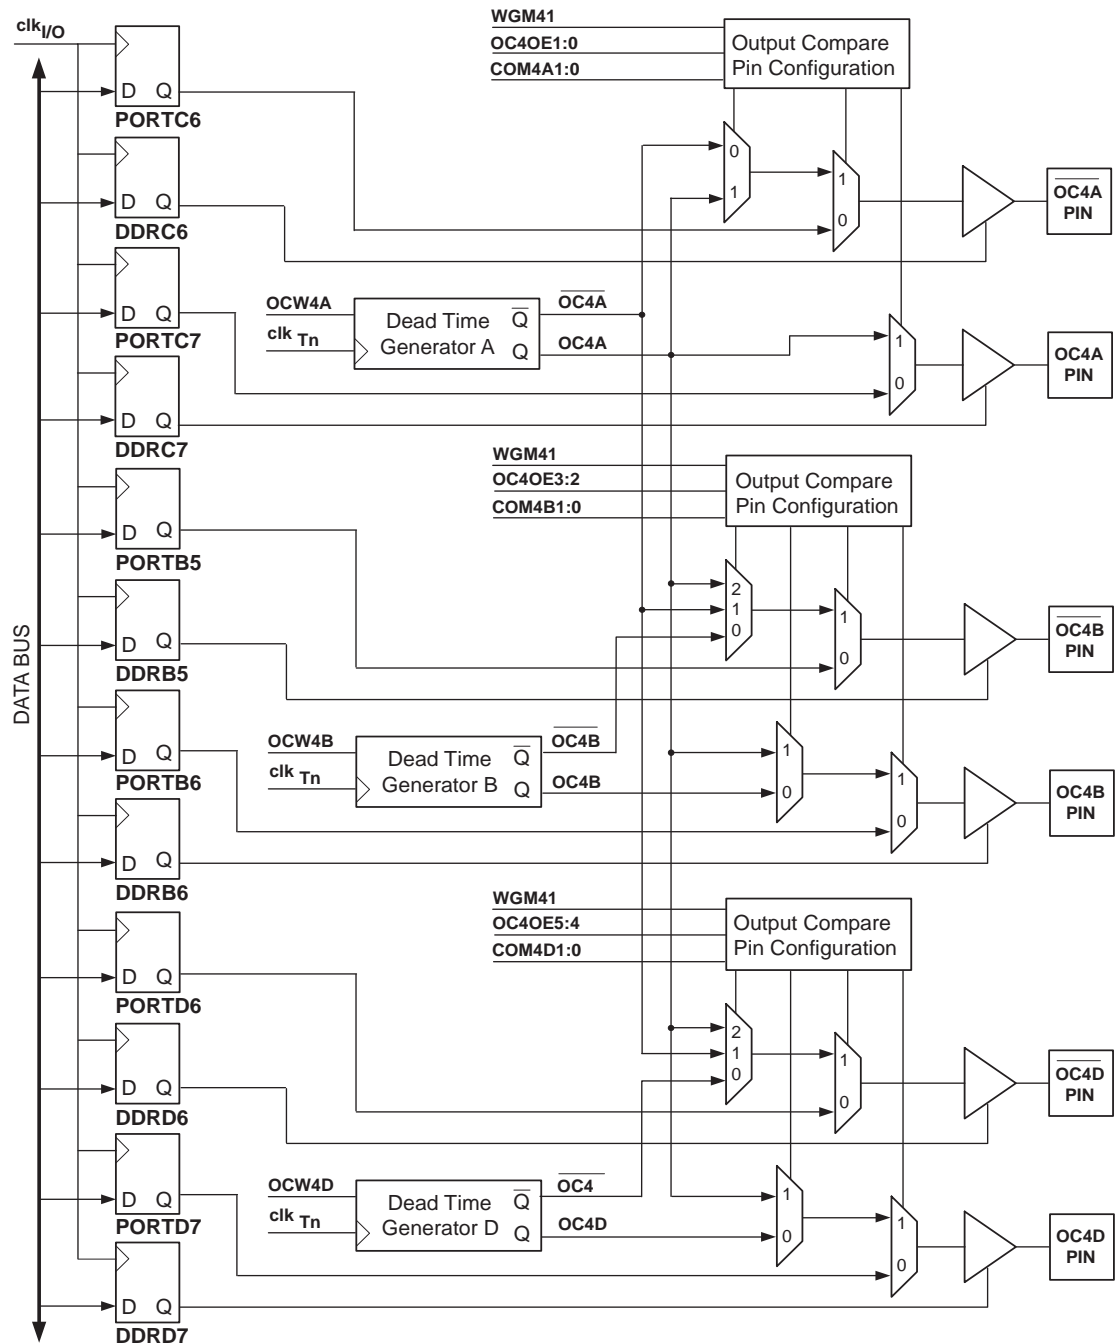 clk I/O
WGM41
OC4OE1:0
COM4A1:0
Output Compare
Pin Configuration
D Q
PORTC6
0
1
1
0
OC4A
PIN
D Q
DDRC6
D Q
PORTC7
OCW4A
clk Tn
Dead Time
Generator A
Q
Q
OC4A
OC4A
1
0
OC4A
PIN
D Q
DDRC7
WGM41
OC4OE3:2
COM4B1:0
Output Compare
Pin Configuration
D Q
PORTB5
2
1
0
1
0
OC4B
PIN
D Q
DDRB5
DATA BUS
D Q
PORTB6
OCW4B
clk Tn
Dead Time
Generator B
Q
Q
OC4B
OC4B
1
0
1
0
OC4B
PIN
D Q
DDRB6
WGM41
OC4OE5:4
COM4D1:0
Output Compare
Pin Configuration
D Q
PORTD6
2
1
0
1
0
OC4D
PIN
D Q
DDRD6
D Q
PORTD7
OCW4D
clk Tn
Dead Time
Generator D
Q
Q
OC4
OC4D
1
0
1
0
OC4D
PIN
D Q
DDRD7